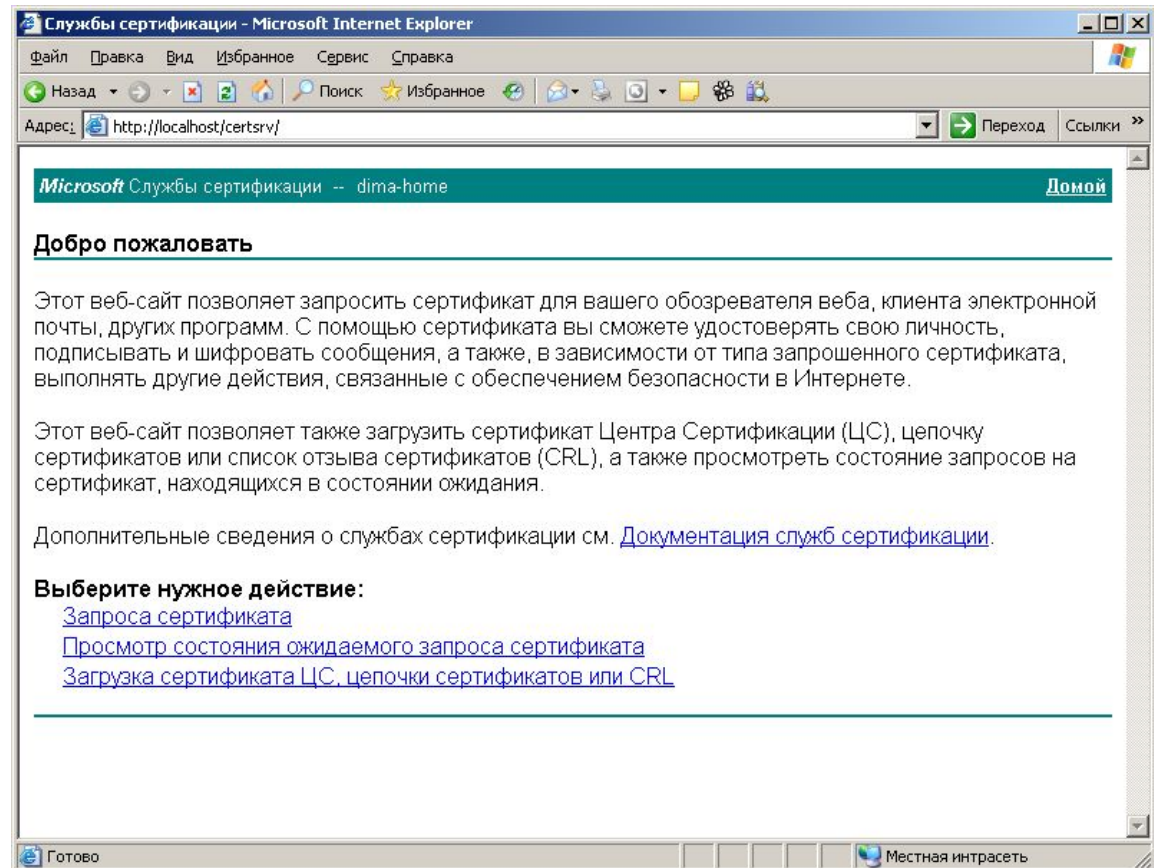 Службы сертификации - Microsoft Internet Explorer
Файл Правка Вид Избранное Сервис Справка
Назад Поиск Избранное
Адрес: http://localhost/certsrv/ Переход Ссылки »
Microsoft Службы сертификации -- dima-home Домой
Добро пожаловать
Этот веб-сайт позволяет запросить сертификат для вашего обозревателя веба, клиента электронной
почты, других программ. С помощью сертификата вы сможете удостоверять свою личность,
подписывать и шифровать сообщения, а также, в зависимости от типа запрошенного сертификата,
выполнять другие действия, связанные с обеспечением безопасности в Интернете.
Этот веб-сайт позволяет также загрузить сертификат Центра Сертификации (ЦС), цепочку
сертификатов или список отзыва сертификатов (CRL), а также просмотреть состояние запросов на
сертификат, находящихся в состоянии ожидания.
Дополнительные сведения о службах сертификации см. Документация служб сертификации.
Выберите нужное действие:
Запроса сертификата
Просмотр состояния ожидаемого запроса сертификата
Загрузка сертификата ЦС, цепочки сертификатов или CRL
Готово Местная интрасеть